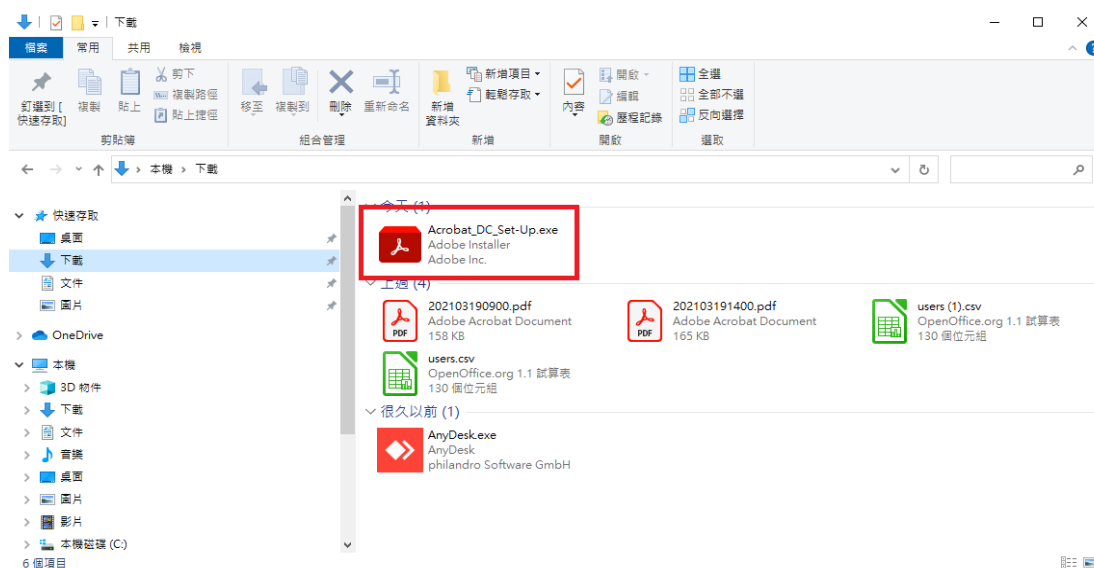 下載
檔案 常用 共用 檢視
釘選到 [
快速存取]
複製
貼上
剪下
複製路徑
貼上捷徑
剪貼簿
移至
複製到
刪除
重新命名
組合管理
新增
資料夾
新增項目
輕鬆存取
新增
內容
開啟
編輯
歷程記錄
開啟
全選
全部不選
反向選擇
選取
本機 › 下載
快速存取
桌面
下載
文件
圖片
OneDrive
本機
3D 物件
下載
文件
音樂
桌面
圖片
影片
本機磁碟 (C:)
今天 (1)
Acrobat_DC_Set-Up.exe
Adobe Installer
Adobe Inc.
上週 (4)
202103190900.pdf
Adobe Acrobat Document
158 KB
202103191400.pdf
Adobe Acrobat Document
165 KB
users (1).csv
OpenOffice.org 1.1 試算表
130 個位元組
users.csv
OpenOffice.org 1.1 試算表
130 個位元組
很久以前 (1)
AnyDesk.exe
AnyDesk
philandro Software GmbH
6 個項目